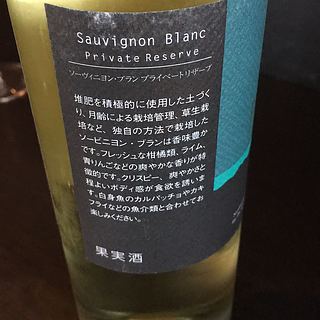 Sauvignon Blanc
Private Reserve
ソーヴィニヨン・ブラン プライベートリザーブ
堆肥を積極的に使用した土づく
り、月齢による栽培管理、草生栽
培など、独自の方法で栽培した
ソービニヨン・ブランは香味豊か
です。フレッシュな柑橘類、ライム、
青りんごなどの爽やかな香りが特
徴的です。クリスピー、爽やかさと
程よいボディ感が食欲を誘いま
す。白身魚のカルパッチョやカキ
フライなどの魚介類と合わせてお
楽しみください。
果実酒